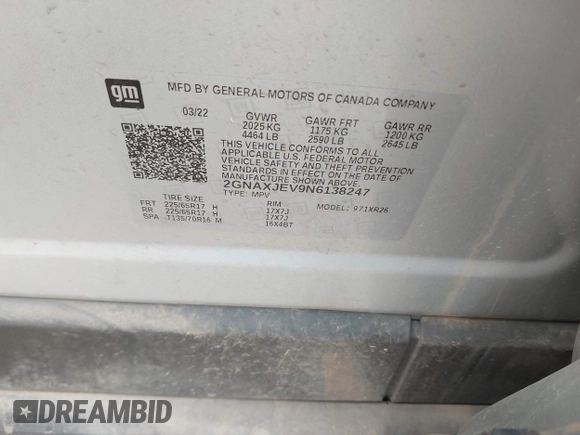 gm
MFD BY GENERAL MOTORS OF CANADA COMPANY
03/22 GVWR GAWR FRT GAWR RR
2025 KG 1175 KG 1200 KG
4464 LB 2590 LB 2645 LB
THIS VEHICLE CONFORMS TO ALL
APPLICABLE U.S. FEDERAL MOTOR
VEHICLE SAFETY STANDARDS
IN EFFECT ON THE DATE OF
MANUFACTURE SHOWN ABOVE.
2GNAXJEV9N6138247
TYPE: MPV MODEL: 971XR26
TIRE SIZE RIM
FRT 225/65R17 H 17X7J
RR 225/65R17 H 17X7J
SPA T135/70R16 M 16X4BT
DREAMBID